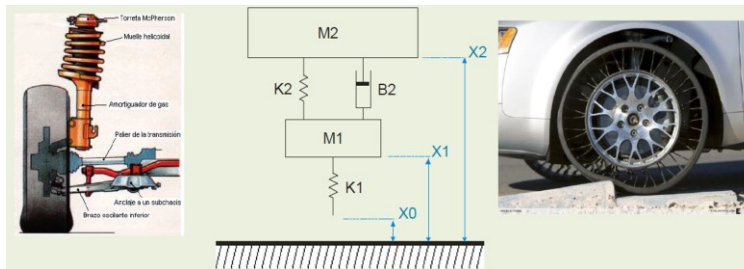 Torreta McPherson
Muelle helicoidal
Amortiguador de gas
Palier de la transmisión
Anclaje a un subchasis
Brazo oscilante inferior
M2
K2
B2
M1
K1
X2
X1
X0